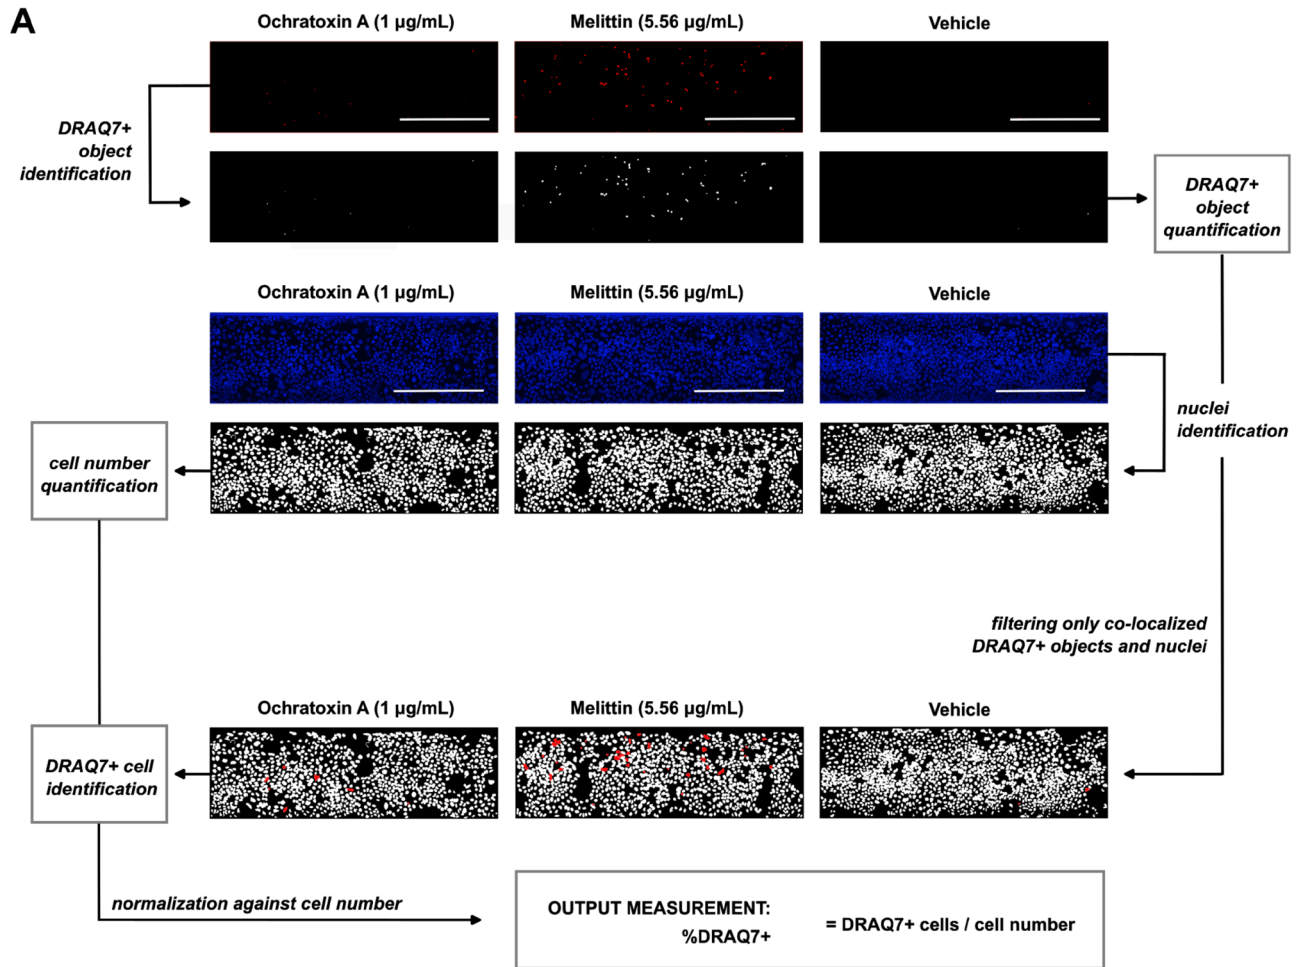 A
Ochratoxin A (1 µg/mL)
Melittin (5.56 µg/mL)
Vehicle
DRAQ7+
object
identification
DRAQ7+
object
quantification
Ochratoxin A (1 µg/mL)
Melittin (5.56 µg/mL)
Vehicle
nuclei
identification
cell number
quantification
filtering only co-localized
DRAQ7+ objects and nuclei
Ochratoxin A (1 µg/mL)
Melittin (5.56 µg/mL)
Vehicle
DRAQ7+ cell
identification
normalization against cell number
OUTPUT MEASUREMENT:
%DRAQ7+
= DRAQ7+ cells / cell number